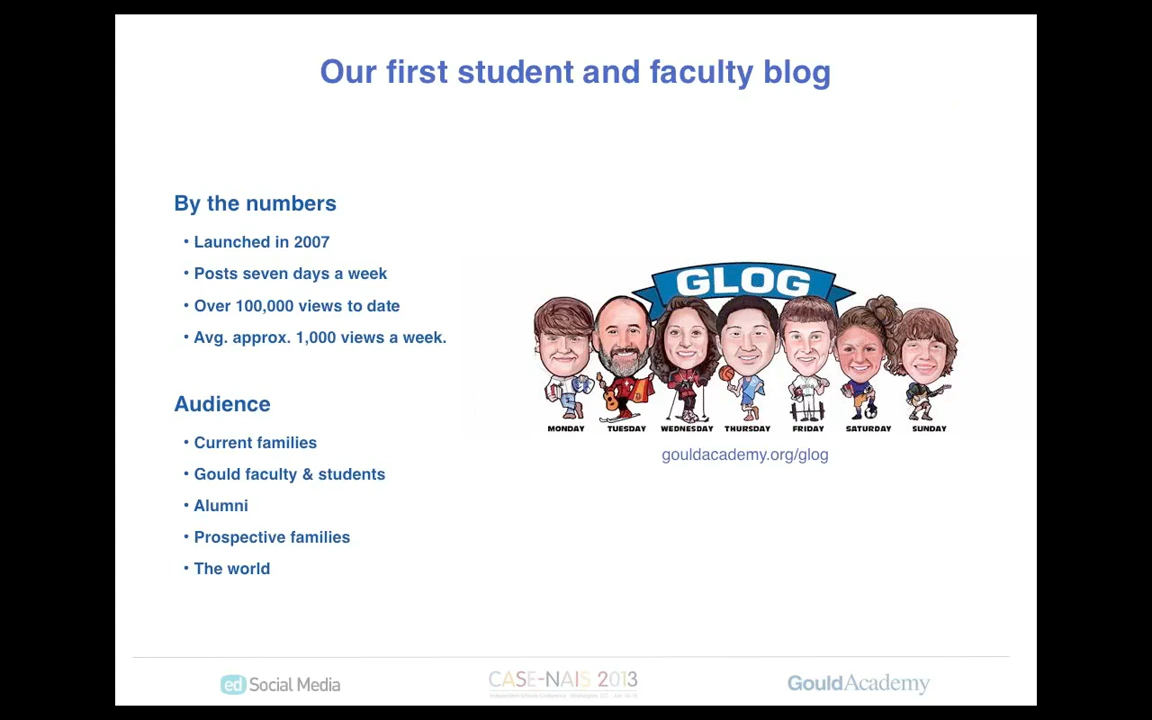 Our first student and faculty blog
By the numbers
• Launched in 2007
• Posts seven days a week
• Over 100,000 views to date
• Avg. approx. 1,000 views a week.
Audience
• Current families
• Gould faculty & students
• Alumni
• Prospective families
• The world
GLOG
MONDAY TUESDAY WEDNESDAY THURSDAY FRIDAY SATURDAY SUNDAY
gouldacademy.org/glog
ed Social Media
CASE-NAIS 2013
GouldAcademy